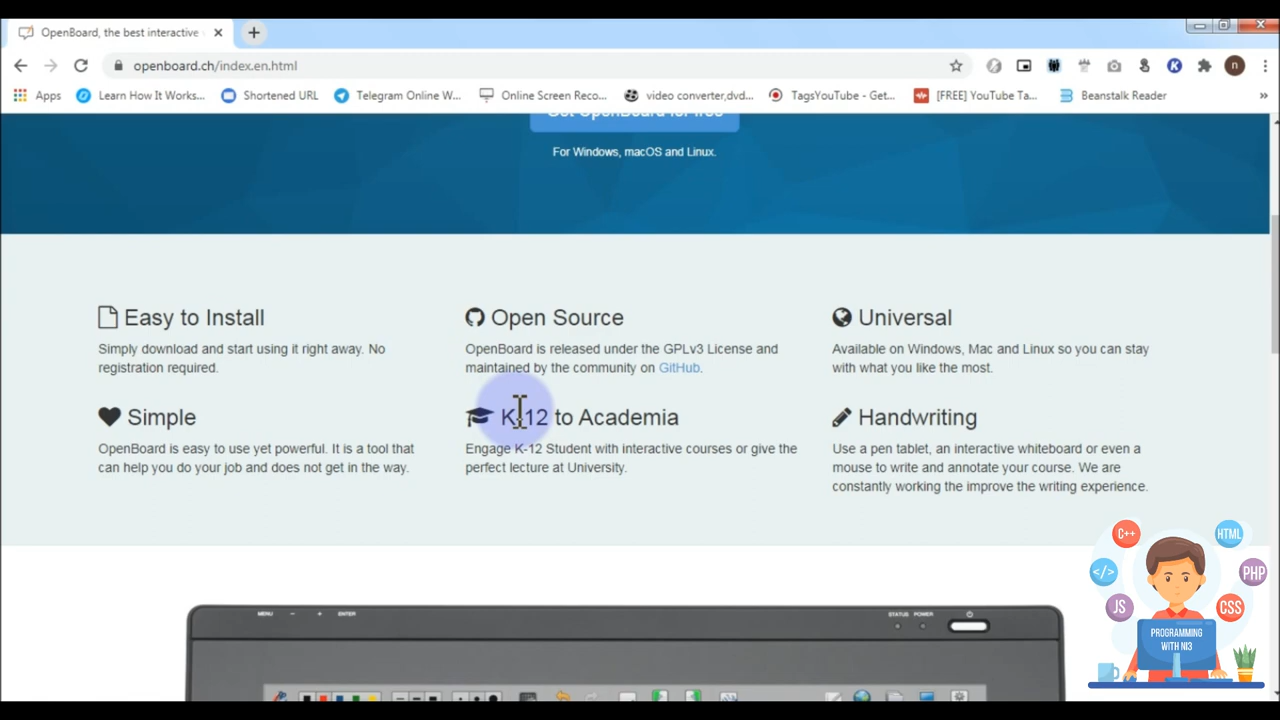 OpenBoard, the best interactive
openboard.ch/index.en.html
n
K
Apps
Learn How It Works...
Shortened URL
Telegram Online W...
Online Screen Reco...
video converter,dvd...
TagsYouTube - Get...
[FREE] YouTube Ta...
Beanstalk Reader
»
Get OpenBoard for free
For Windows, macOS and Linux.
Easy to Install
Simply download and start using it right away. No
registration required.
Open Source
OpenBoard is released under the GPLv3 License and
maintained by the community on GitHub.
Universal
Available on Windows, Mac and Linux so you can stay
with what you like the most.
Simple
OpenBoard is easy to use yet powerful. It is a tool that
can help you do your job and does not get in the way.
K-12 to Academia
Engage K-12 Student with interactive courses or give the
perfect lecture at University.
Handwriting
Use a pen tablet, an interactive whiteboard or even a
mouse to write and annotate your course. We are
constantly working the improve the writing experience.
MENU - + ENTER
STATUS POWER
C++
HTML
</>
PHP
JS
CSS
PROGRAMMING
WITH NI3